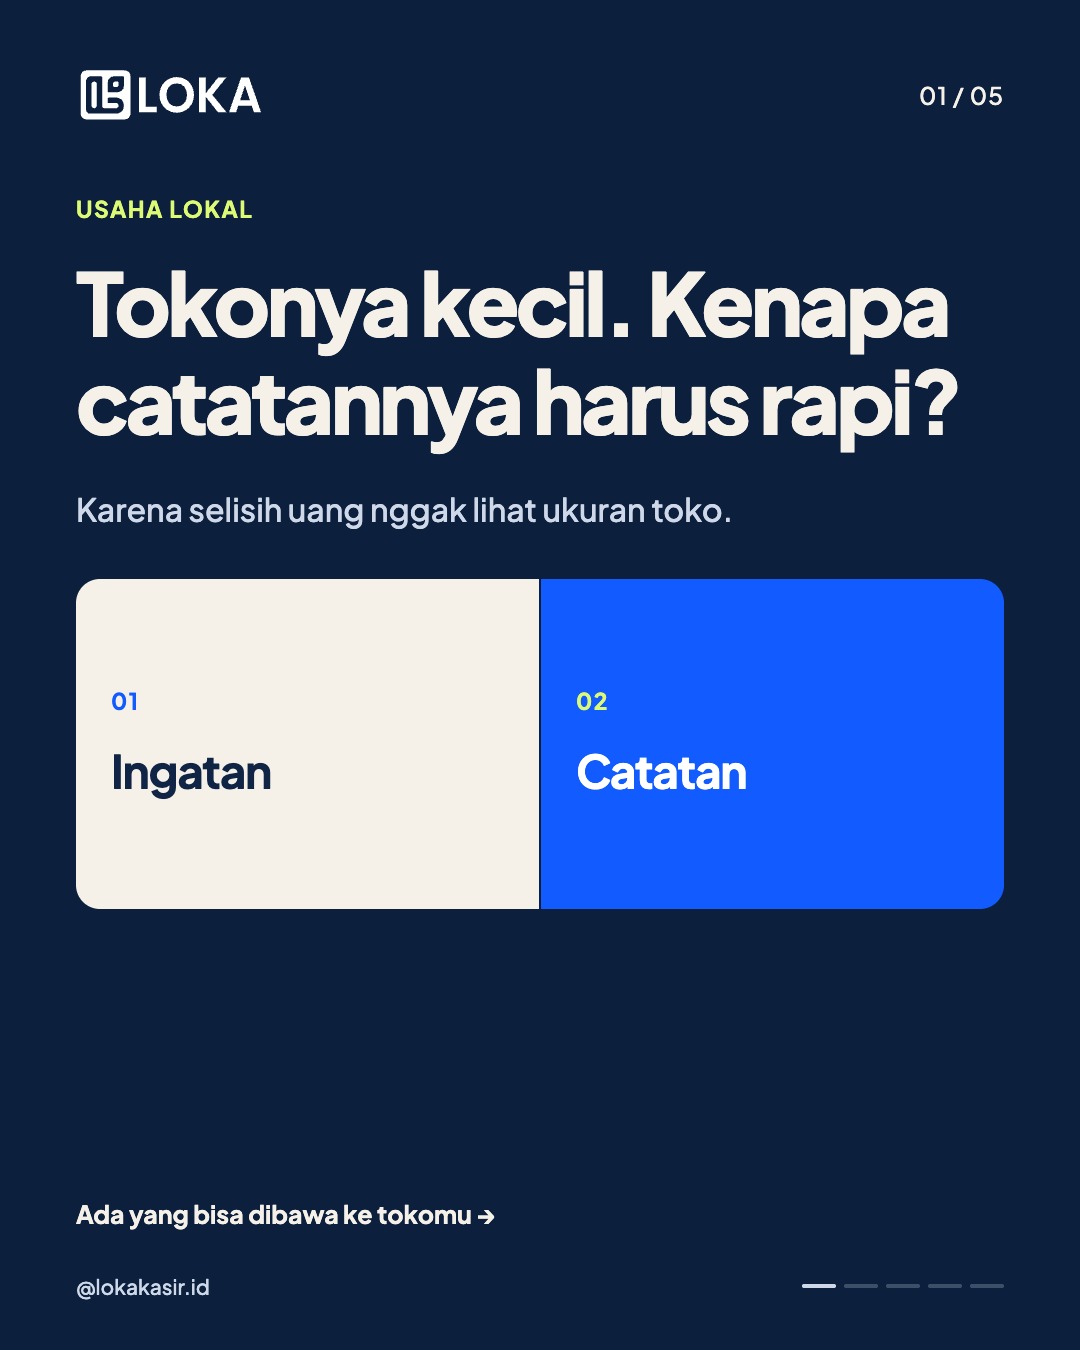 LOKA
01 / 05
USAHA LOKAL
Tokonya kecil. Kenapa
catatannya harus rapi?
Karena selisih uang nggak lihat ukuran toko.
01
Ingatan
02
Catatan
Ada yang bisa dibawa ke tokomu →
@lokakasir.id